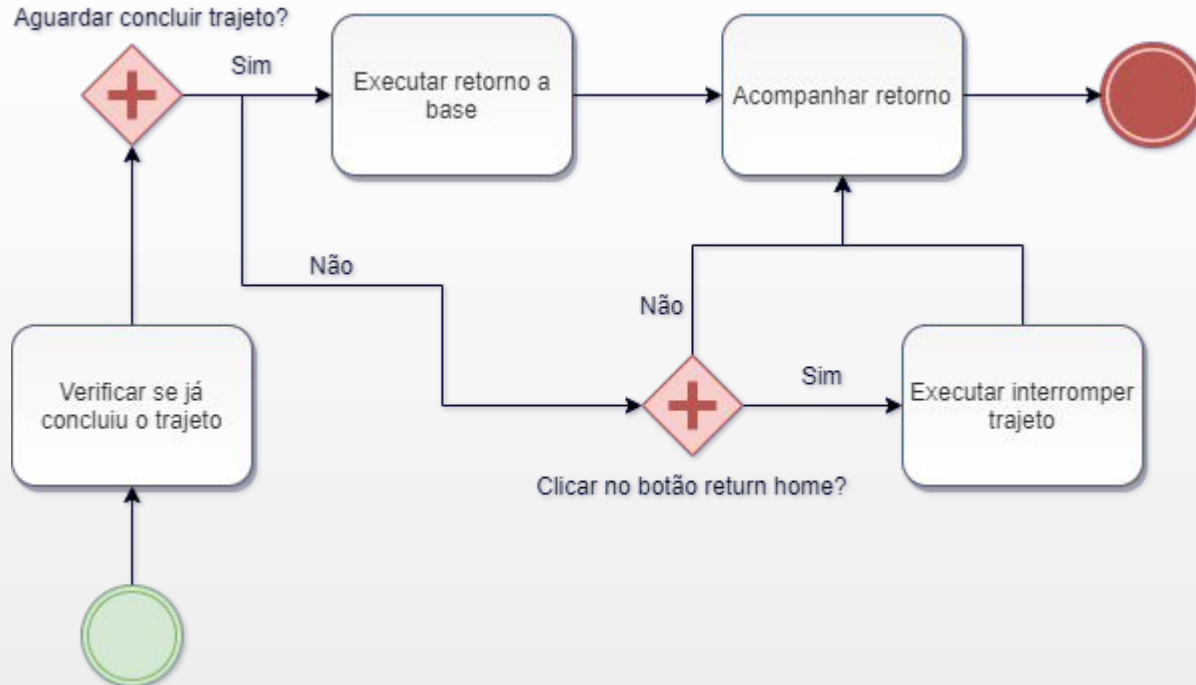 Aguardar concluir trajeto?
Sim
Executar retorno a
base
Acompanhar retorno
Não
Verificar se já
concluiu o trajeto
Não
Sim
Executar interromper
trajeto
Clicar no botão return home?